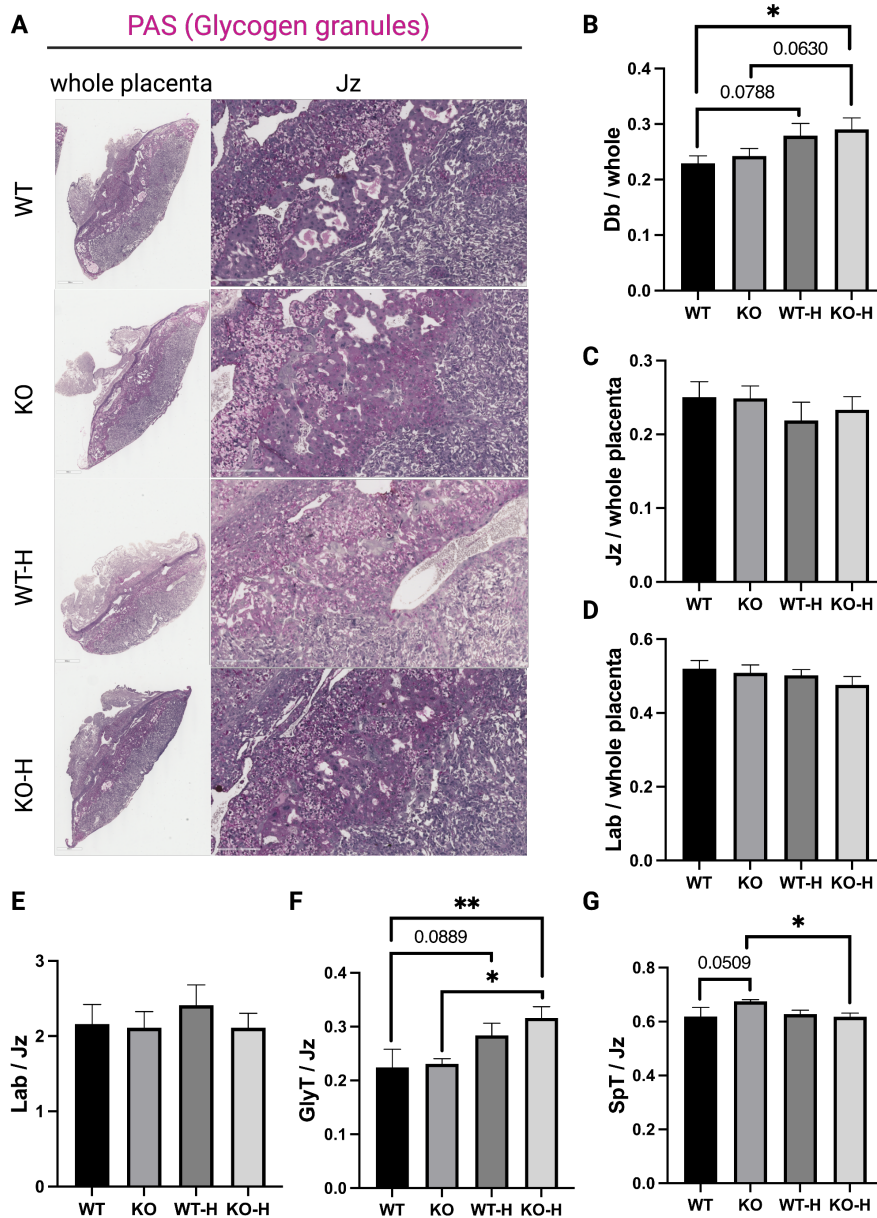 A
PAS (Glycogen granules)
whole placenta
Jz
WT
KO
WT-H
KO-H
B
*
0.0630
0.0788
Db / whole
0.4
0.3
0.2
0.1
0.0
WT KO WT-H KO-H
C
Jz / whole placenta
0.3
0.2
0.1
0.0
WT KO WT-H KO-H
D
Lab / whole placenta
0.6
0.4
0.2
0.0
WT KO WT-H KO-H
E
Lab / Jz
3
2
1
0
WT KO WT-H KO-H
F
**
0.0889
*
GlyT / Jz
0.4
0.3
0.2
0.1
0.0
WT KO WT-H KO-H
G
*
0.0509
SpT / Jz
0.8
0.6
0.4
0.2
0.0
WT KO WT-H KO-H